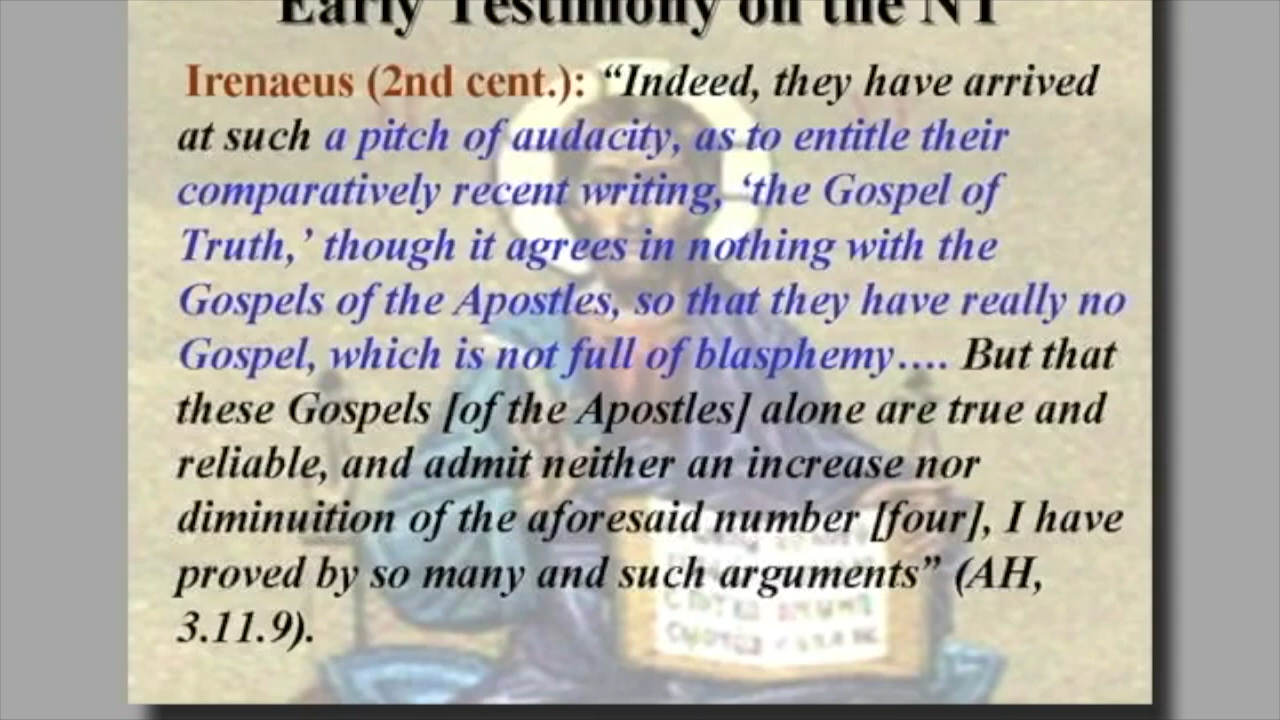 Early Testimony on the NT
Irenaeus (2nd cent.): “Indeed, they have arrived
at such a pitch of audacity, as to entitle their
comparatively recent writing, ‘the Gospel of
Truth,’ though it agrees in nothing with the
Gospels of the Apostles, so that they have really no
Gospel, which is not full of blasphemy…. But that
these Gospels [of the Apostles] alone are true and
reliable, and admit neither an increase nor
diminuition of the aforesaid number [four], I have
proved by so many and such arguments” (AH,
3.11.9).